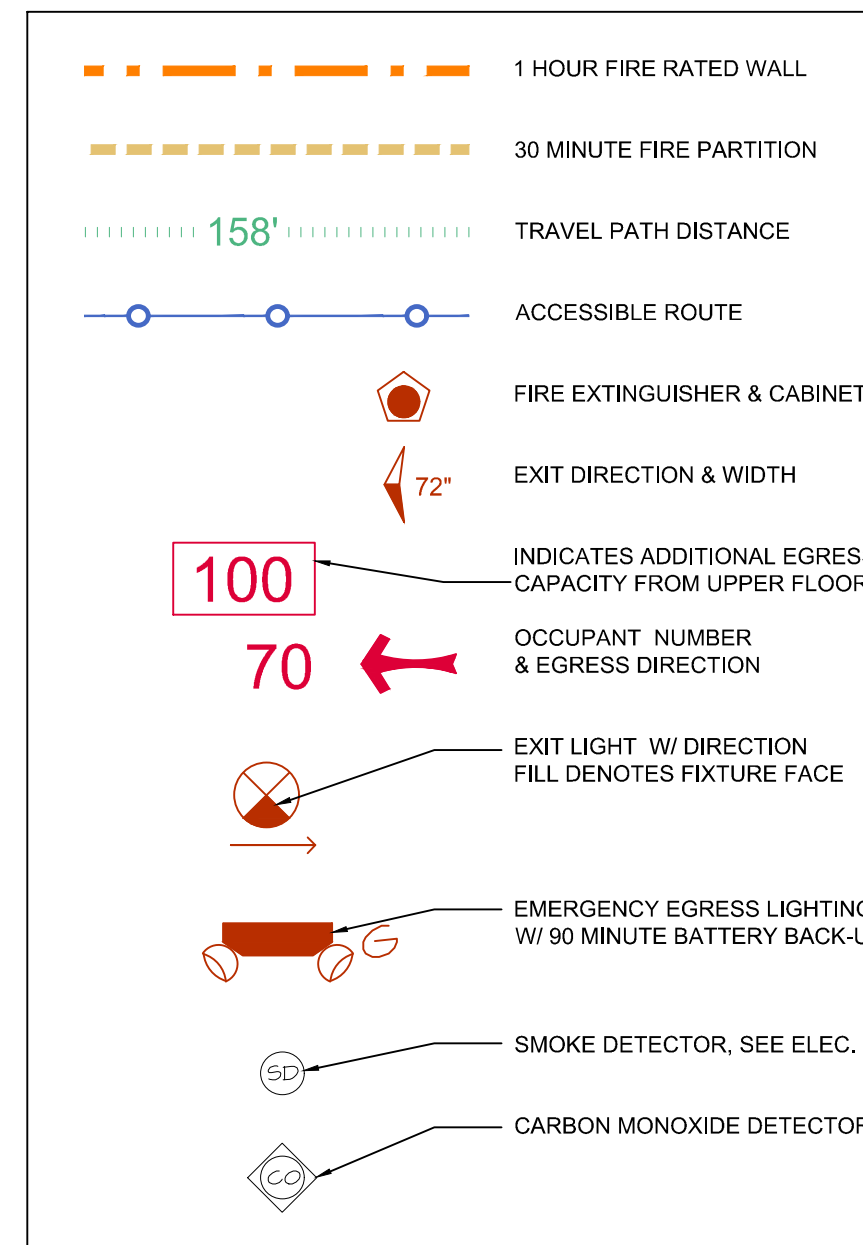 1 HOUR FIRE RATED WALL
30 MINUTE FIRE PARTITION
158' TRAVEL PATH DISTANCE
ACCESSIBLE ROUTE
FIRE EXTINGUISHER & CABINET
72" EXIT DIRECTION & WIDTH
100 INDICATES ADDITIONAL EGRES
CAPACITY FROM UPPER FLOOR
70 OCCUPANT NUMBER
& EGRESS DIRECTION
EXIT LIGHT W/ DIRECTION
FILL DENOTES FIXTURE FACE
EMERGENCY EGRESS LIGHTING
W/ 90 MINUTE BATTERY BACK-U
G
SD SMOKE DETECTOR, SEE ELEC.
CO CARBON MONOXIDE DETECTOR